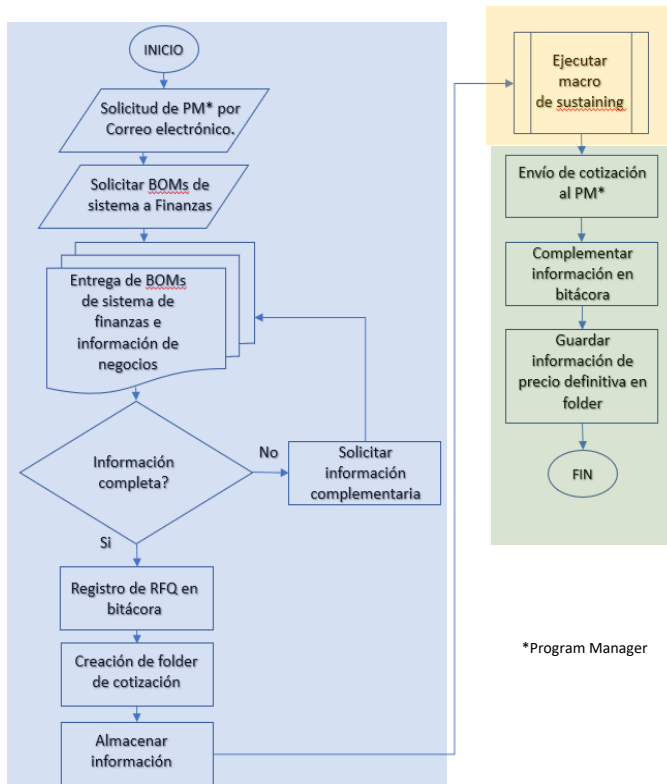 INICIO
Solicitud de PM* por
Correo electrónico.
Solicitar BOMs de
sistema a Finanzas
Entrega de BOMs
de sistema de
finanzas e
información de
negocios
Información
completa?
No
Solicitar
información
complementaria
Si
Registro de RFQ en
bitácora
Creación de folder
de cotización
Almacenar
información
Ejecutar
macro
de sustaining
Envío de cotización
al PM*
Complementar
información en
bitácora
Guardar
información de
precio definitiva en
folder
FIN
*Program Manager